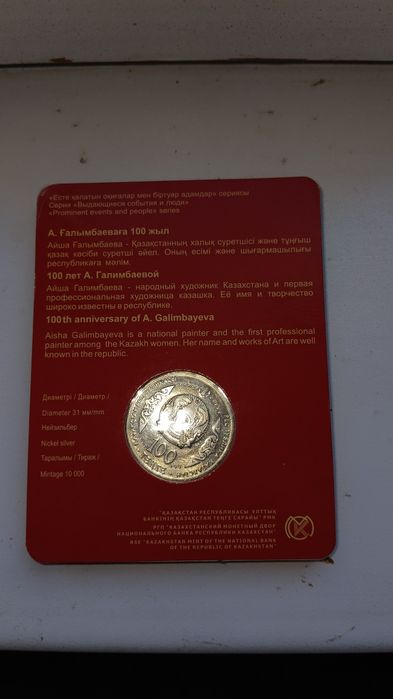 «Есте қалатын оқиғалар мен біртуар адамдар» сериясы
Серия «Выдающиеся события и люди»
«Prominent events and people» series
А. Ғалымбаеваға 100 жыл
Айша Ғалымбаева - Қазақстанның халық суретшісі және тұңғыш
қазақ кәсіби суретші әйел. Оның есімі және шығармашылығы
республикаға мәлім.
100 лет А. Галимбаевой
Айша Галимбаева - народный художник Казахстана и первая
профессиональная художница казашка. Её имя и творчество
широко известны в республике.
100th anniversary of A. Galimbayeva
Aisha Galimbayeva is a national painter and the first professional
painter among the Kazakh women. Her name and works of Art are well
known in the republic.
Диаметрі / Диаметр /
Diameter 31 мм/mm
Нейзильбер
Nickel silver
Таралымы / Тираж /
Mintage 10 000
100
"ҚАЗАҚСТАН РЕСПУБЛИКАСЫ ҰЛТТЫҚ
БАНКІНІҢ ҚАЗАҚСТАН ТЕҢГЕ САРАЙЫ" РМК
РГП "КАЗАХСТАНСКИЙ МОНЕТНЫЙ ДВОР
НАЦИОНАЛЬНОГО БАНКА РЕСПУБЛИКИ КАЗАХСТАН"
RSE "KAZAKHSTAN MINT OF THE NATIONAL BANK
OF THE REPUBLIC OF KAZAKHSTAN"